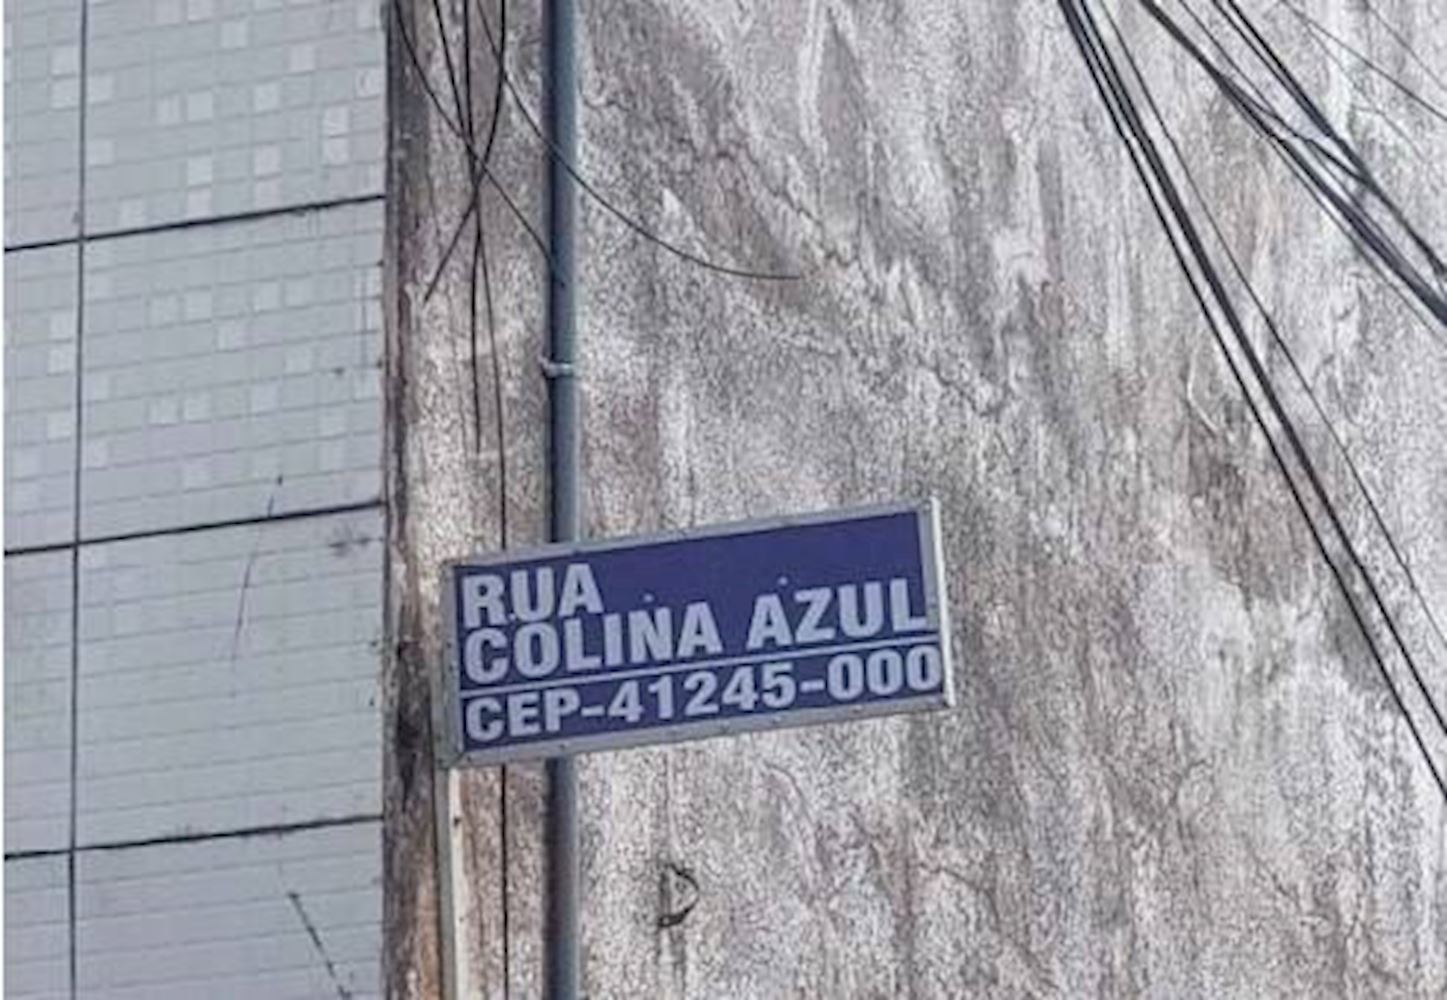 RUA
COLINA AZUL
CEP-41245-000